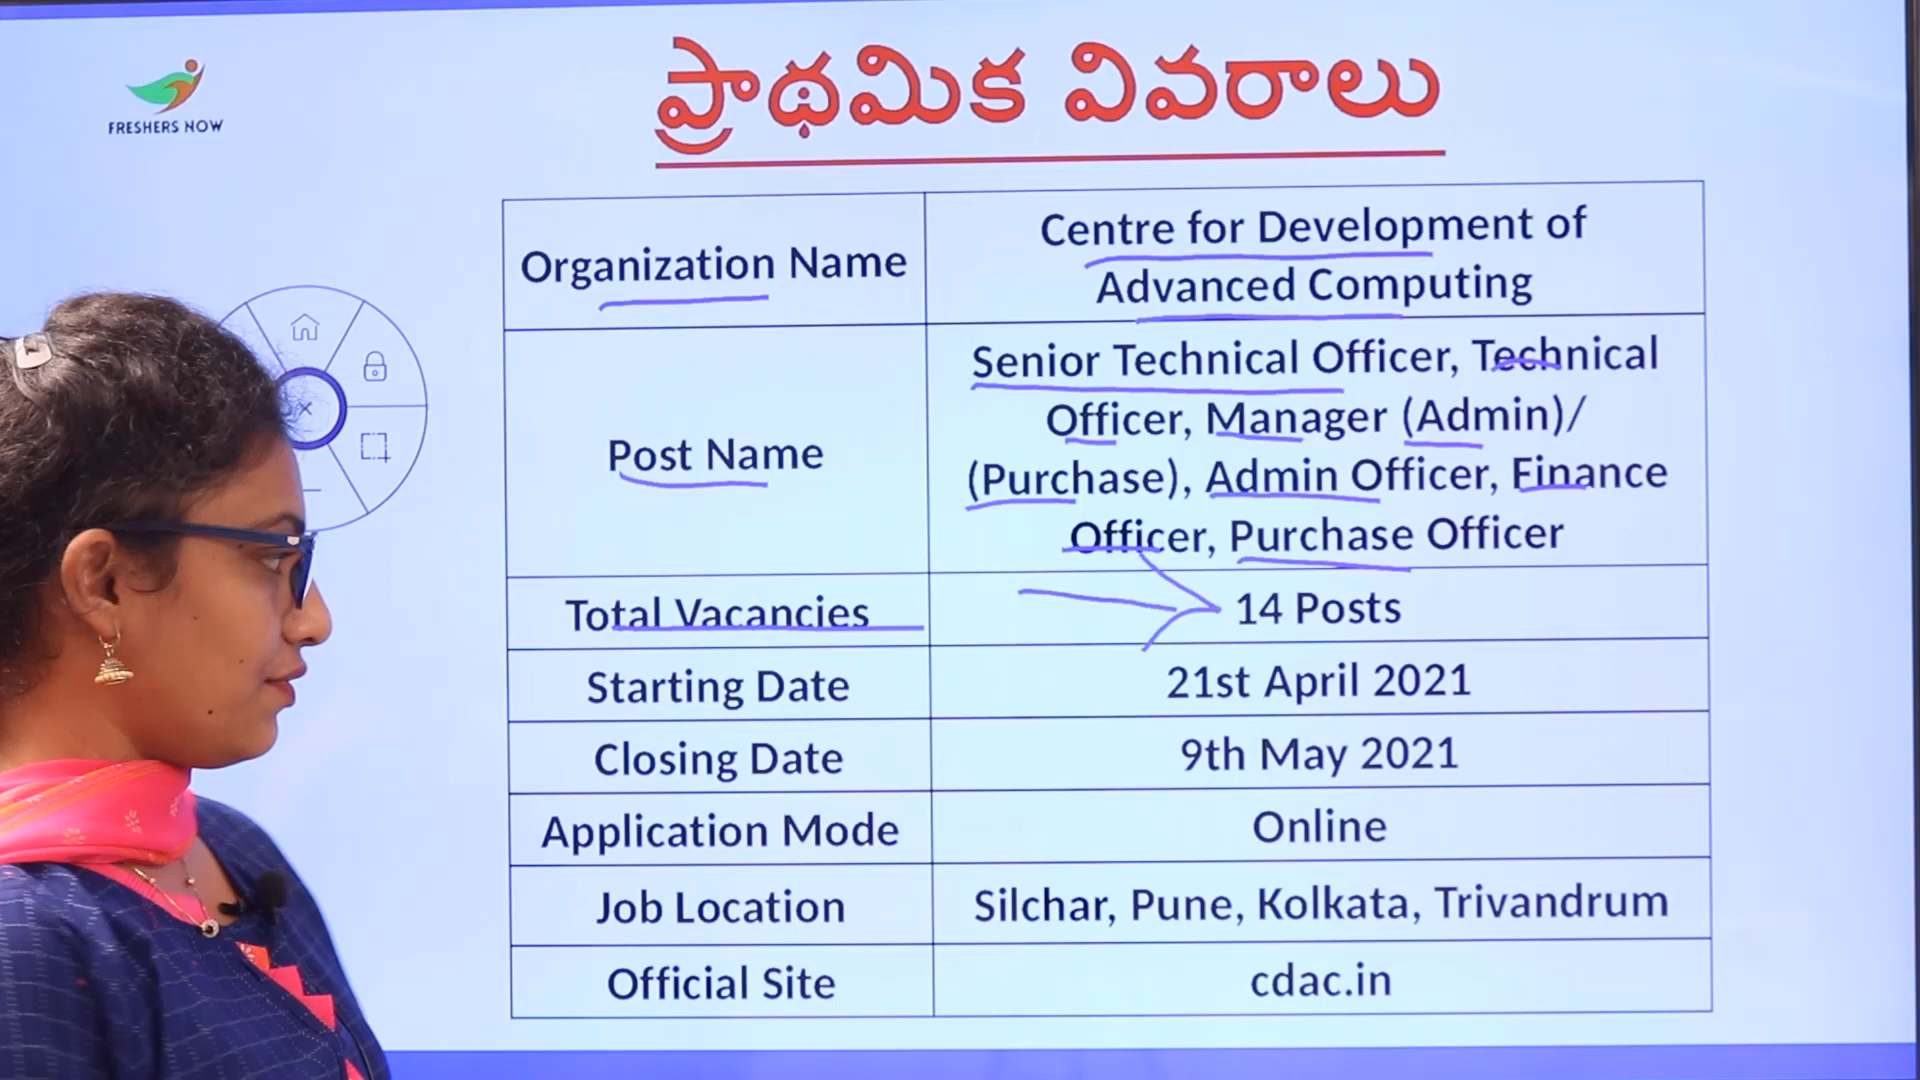 FRESHERS NOW
ప్రాథమిక వివరాలు
Organization Name
Centre for Development of
Advanced Computing
Post Name
Senior Technical Officer, Technical
Officer, Manager (Admin)/
(Purchase), Admin Officer, Finance
Officer, Purchase Officer
Total Vacancies
14 Posts
Starting Date
21st April 2021
Closing Date
9th May 2021
Application Mode
Online
Job Location
Silchar, Pune, Kolkata, Trivandrum
Official Site
cdac.in